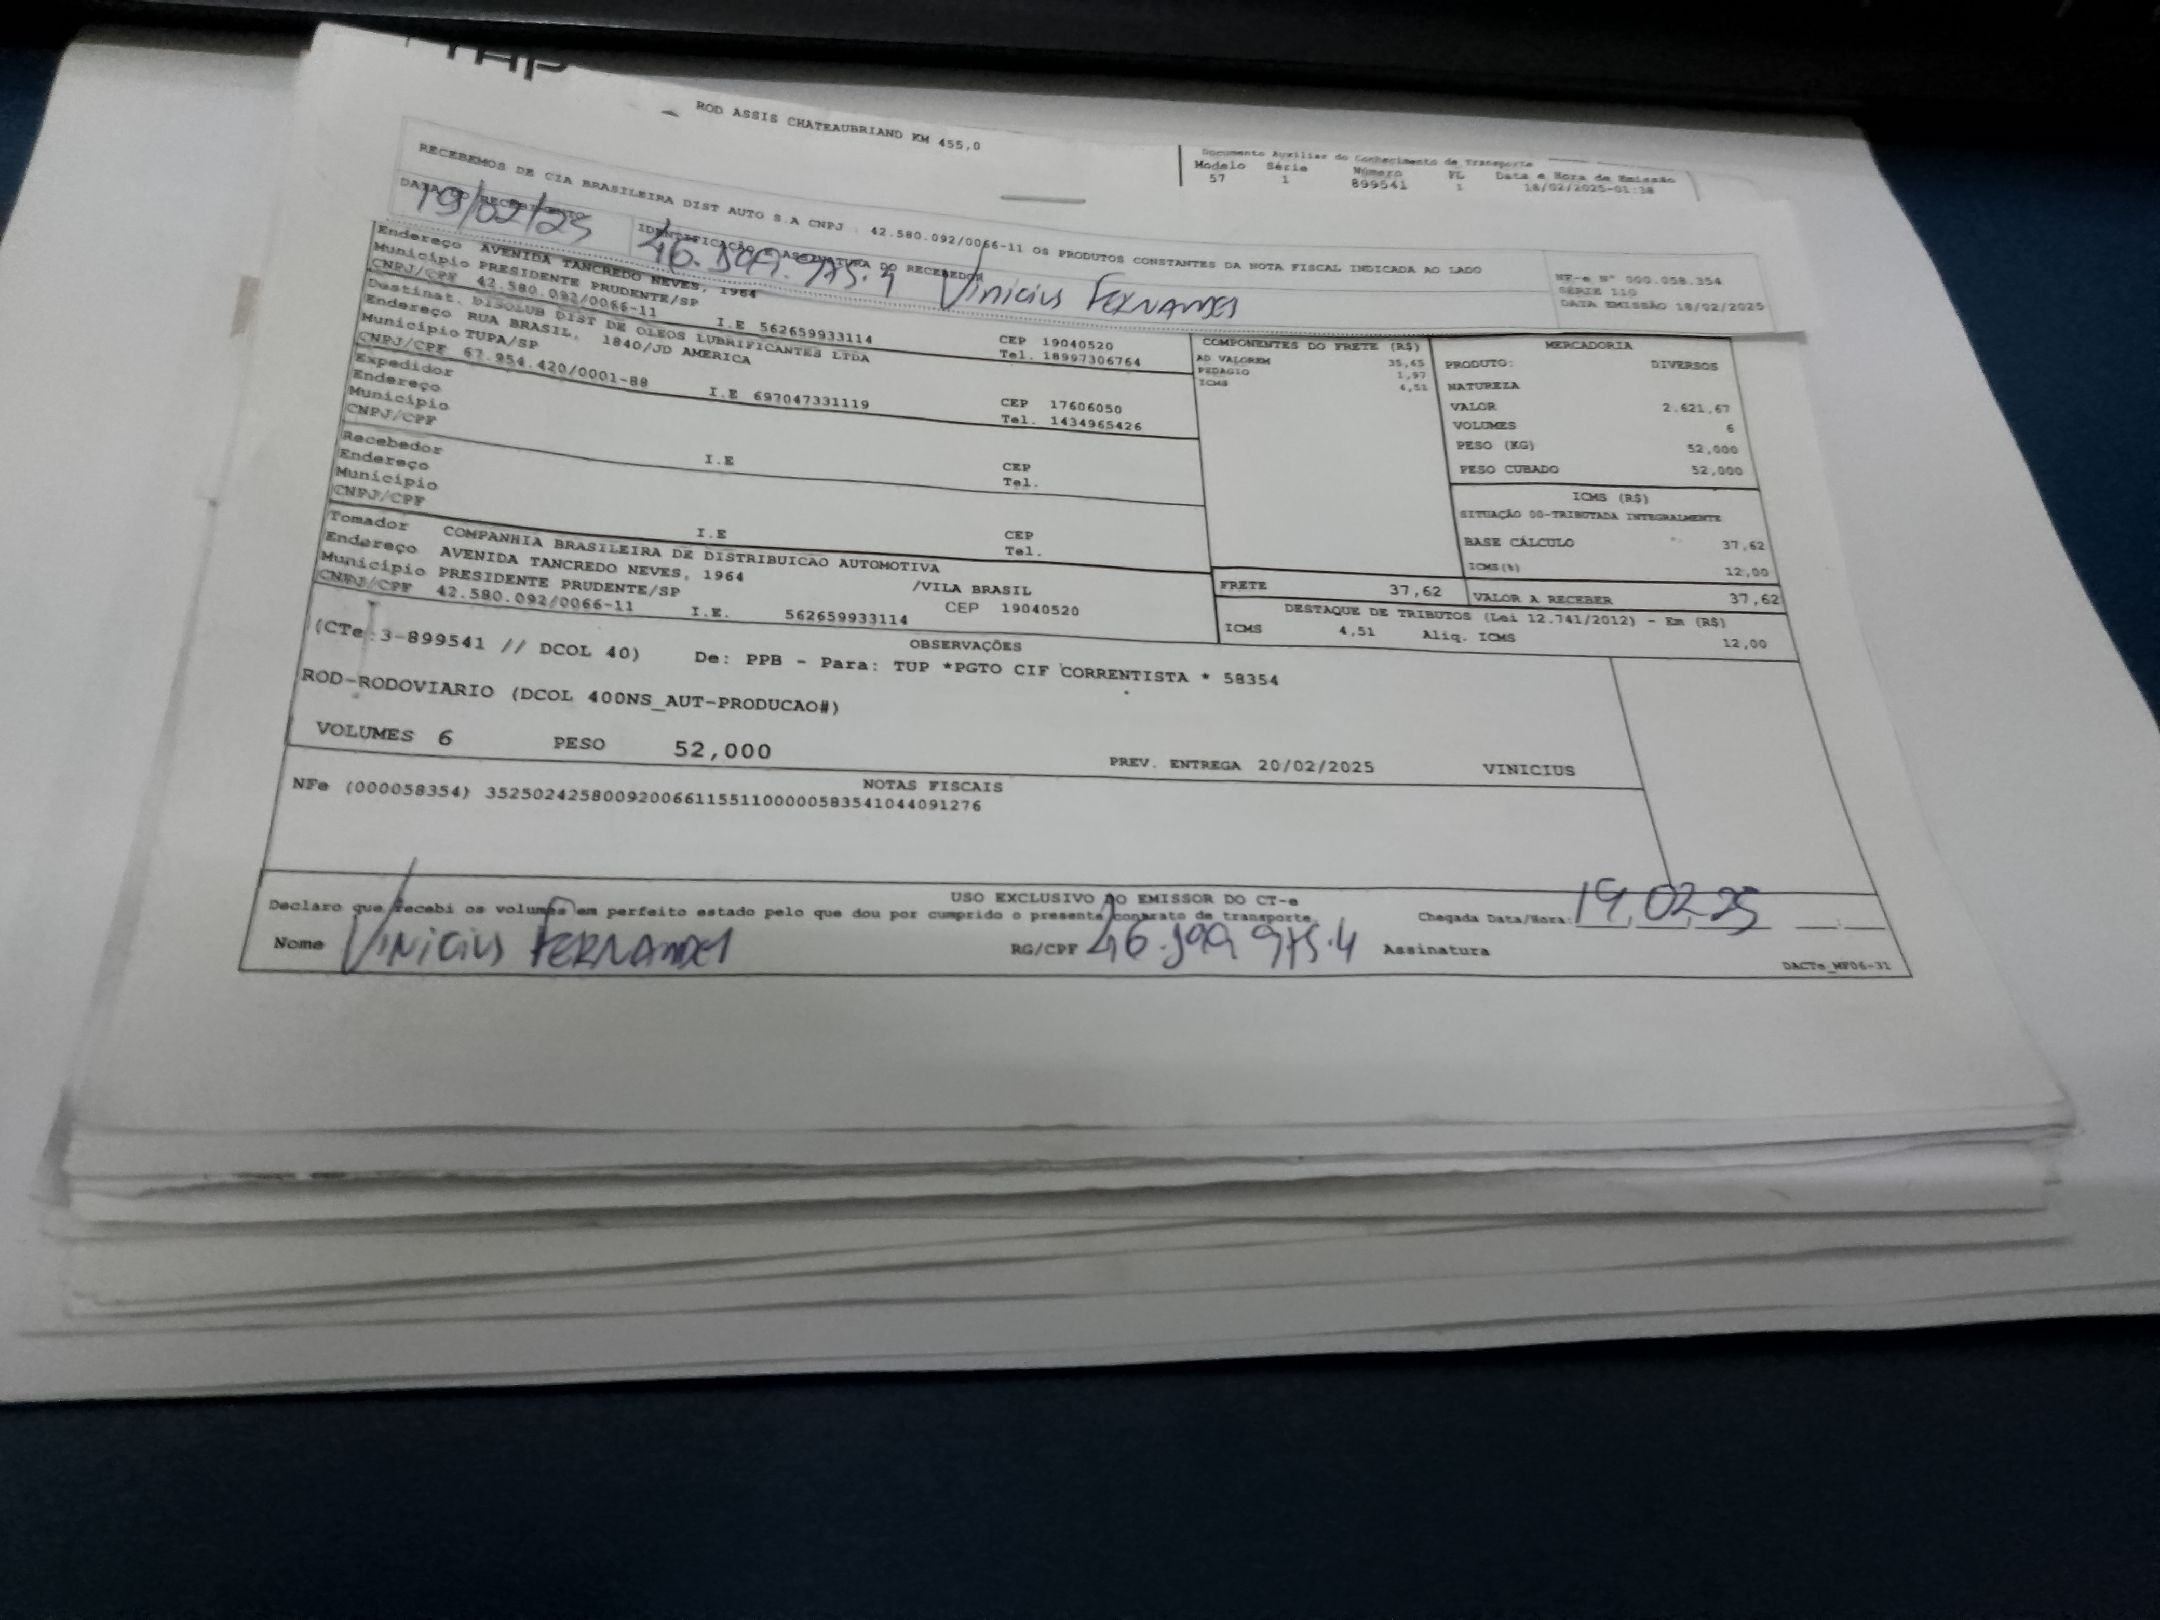 ROD ASSIS CHATEAUBRIAND KM 455,0
Documento Auxiliar do Conhecimento de Transporte
Modelo Série Número FL Data e Hora de Emissão
57 1 899541 1 18/02/2025-01:38
RECEBEMOS DE CIA BRASILEIRA DIST AUTO S.A CNPJ : 42.580.092/0066-11 OS PRODUTOS CONSTANTES DA NOTA FISCAL INDICADA AO LADO
DATA DO RECEBIMENTO
19/02/25
IDENTIFICAÇÃO E ASSINATURA DO RECEBEDOR
Vinicius FERNANDES
NF-e Nº 000.058.354
SÉRIE 110
DATA EMISSÃO 18/02/2025
Endereço AVENIDA TANCREDO NEVES, 1964
Município PRESIDENTE PRUDENTE/SP CEP 19040520
CNPJ/CPF 42.580.092/0066-11 I.E 562659933114 Tel. 18997306764
Destinat. DISOLUB DIST DE OLEOS LUBRIFICANTES LTDA
Endereço RUA BRASIL, 1840/JD AMERICA
Município TUPA/SP CEP 17606050
CNPJ/CPF 67.954.420/0001-88 I.E 697047331119 Tel. 1434965426
Expedidor
Endereço
Município CEP
CNPJ/CPF I.E Tel.
Recebedor
Endereço
Município CEP
CNPJ/CPF I.E Tel.
Tomador COMPANHIA BRASILEIRA DE DISTRIBUICAO AUTOMOTIVA
Endereço AVENIDA TANCREDO NEVES, 1964 /VILA BRASIL
Município PRESIDENTE PRUDENTE/SP CEP 19040520
CNPJ/CPF 42.580.092/0066-11 I.E. 562659933114
COMPONENTES DO FRETE (R$)
AD VALOREM 35,65
PEDAGIO 1,97
ICMS 4,51
FRETE 37,62
MERCADORIA
PRODUTO: DIVERSOS
NATUREZA
VALOR 2.621,67
VOLUMES 6
PESO (KG) 52,000
PESO CUBADO 52,000
ICMS (R$)
SITUAÇÃO 00-TRIBUTADA INTEGRALMENTE
BASE CÁLCULO 37,62
ICMS(%) 12,00
VALOR A RECEBER 37,62
DESTAQUE DE TRIBUTOS (Lei 12.741/2012) - Em (R$)
ICMS 4,51 Aliq. ICMS 12,00
OBSERVAÇÕES
(CTe:3-899541 // DCOL 40) De: PPB - Para: TUP *PGTO CIF CORRENTISTA * 58354
ROD-RODOVIARIO (DCOL 400NS_AUT-PRODUCAO#)
VOLUMES 6 PESO 52,000 PREV. ENTREGA 20/02/2025 VINICIUS
NOTAS FISCAIS
NFe (000058354) 35250242580092006611551100000583541044091276
USO EXCLUSIVO DO EMISSOR DO CT-e
Declaro que recebi os volumes em perfeito estado pelo que dou por cumprido o presente contrato de transporte.
Chegada Data/Hora: 19,02,25
Nome Vinicius FERNANDES RG/CPF Assinatura
DACTe_MF06-31